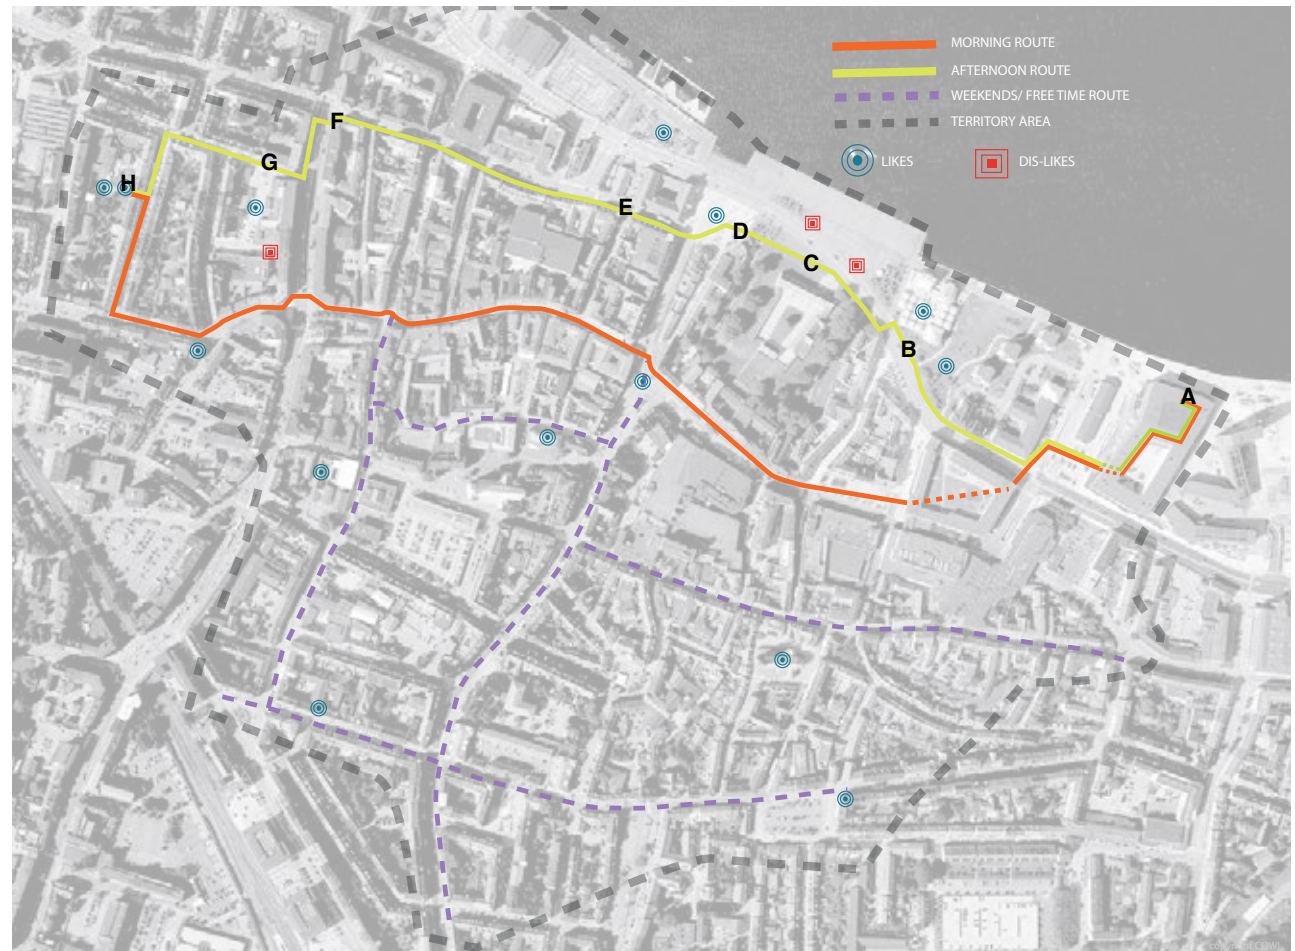 MORNING ROUTE
AFTERNOON ROUTE
WEEKENDS/ FREE TIME ROUTE
TERRITORY AREA
LIKES
DIS-LIKES
F
G
H
E
D
C
B
A